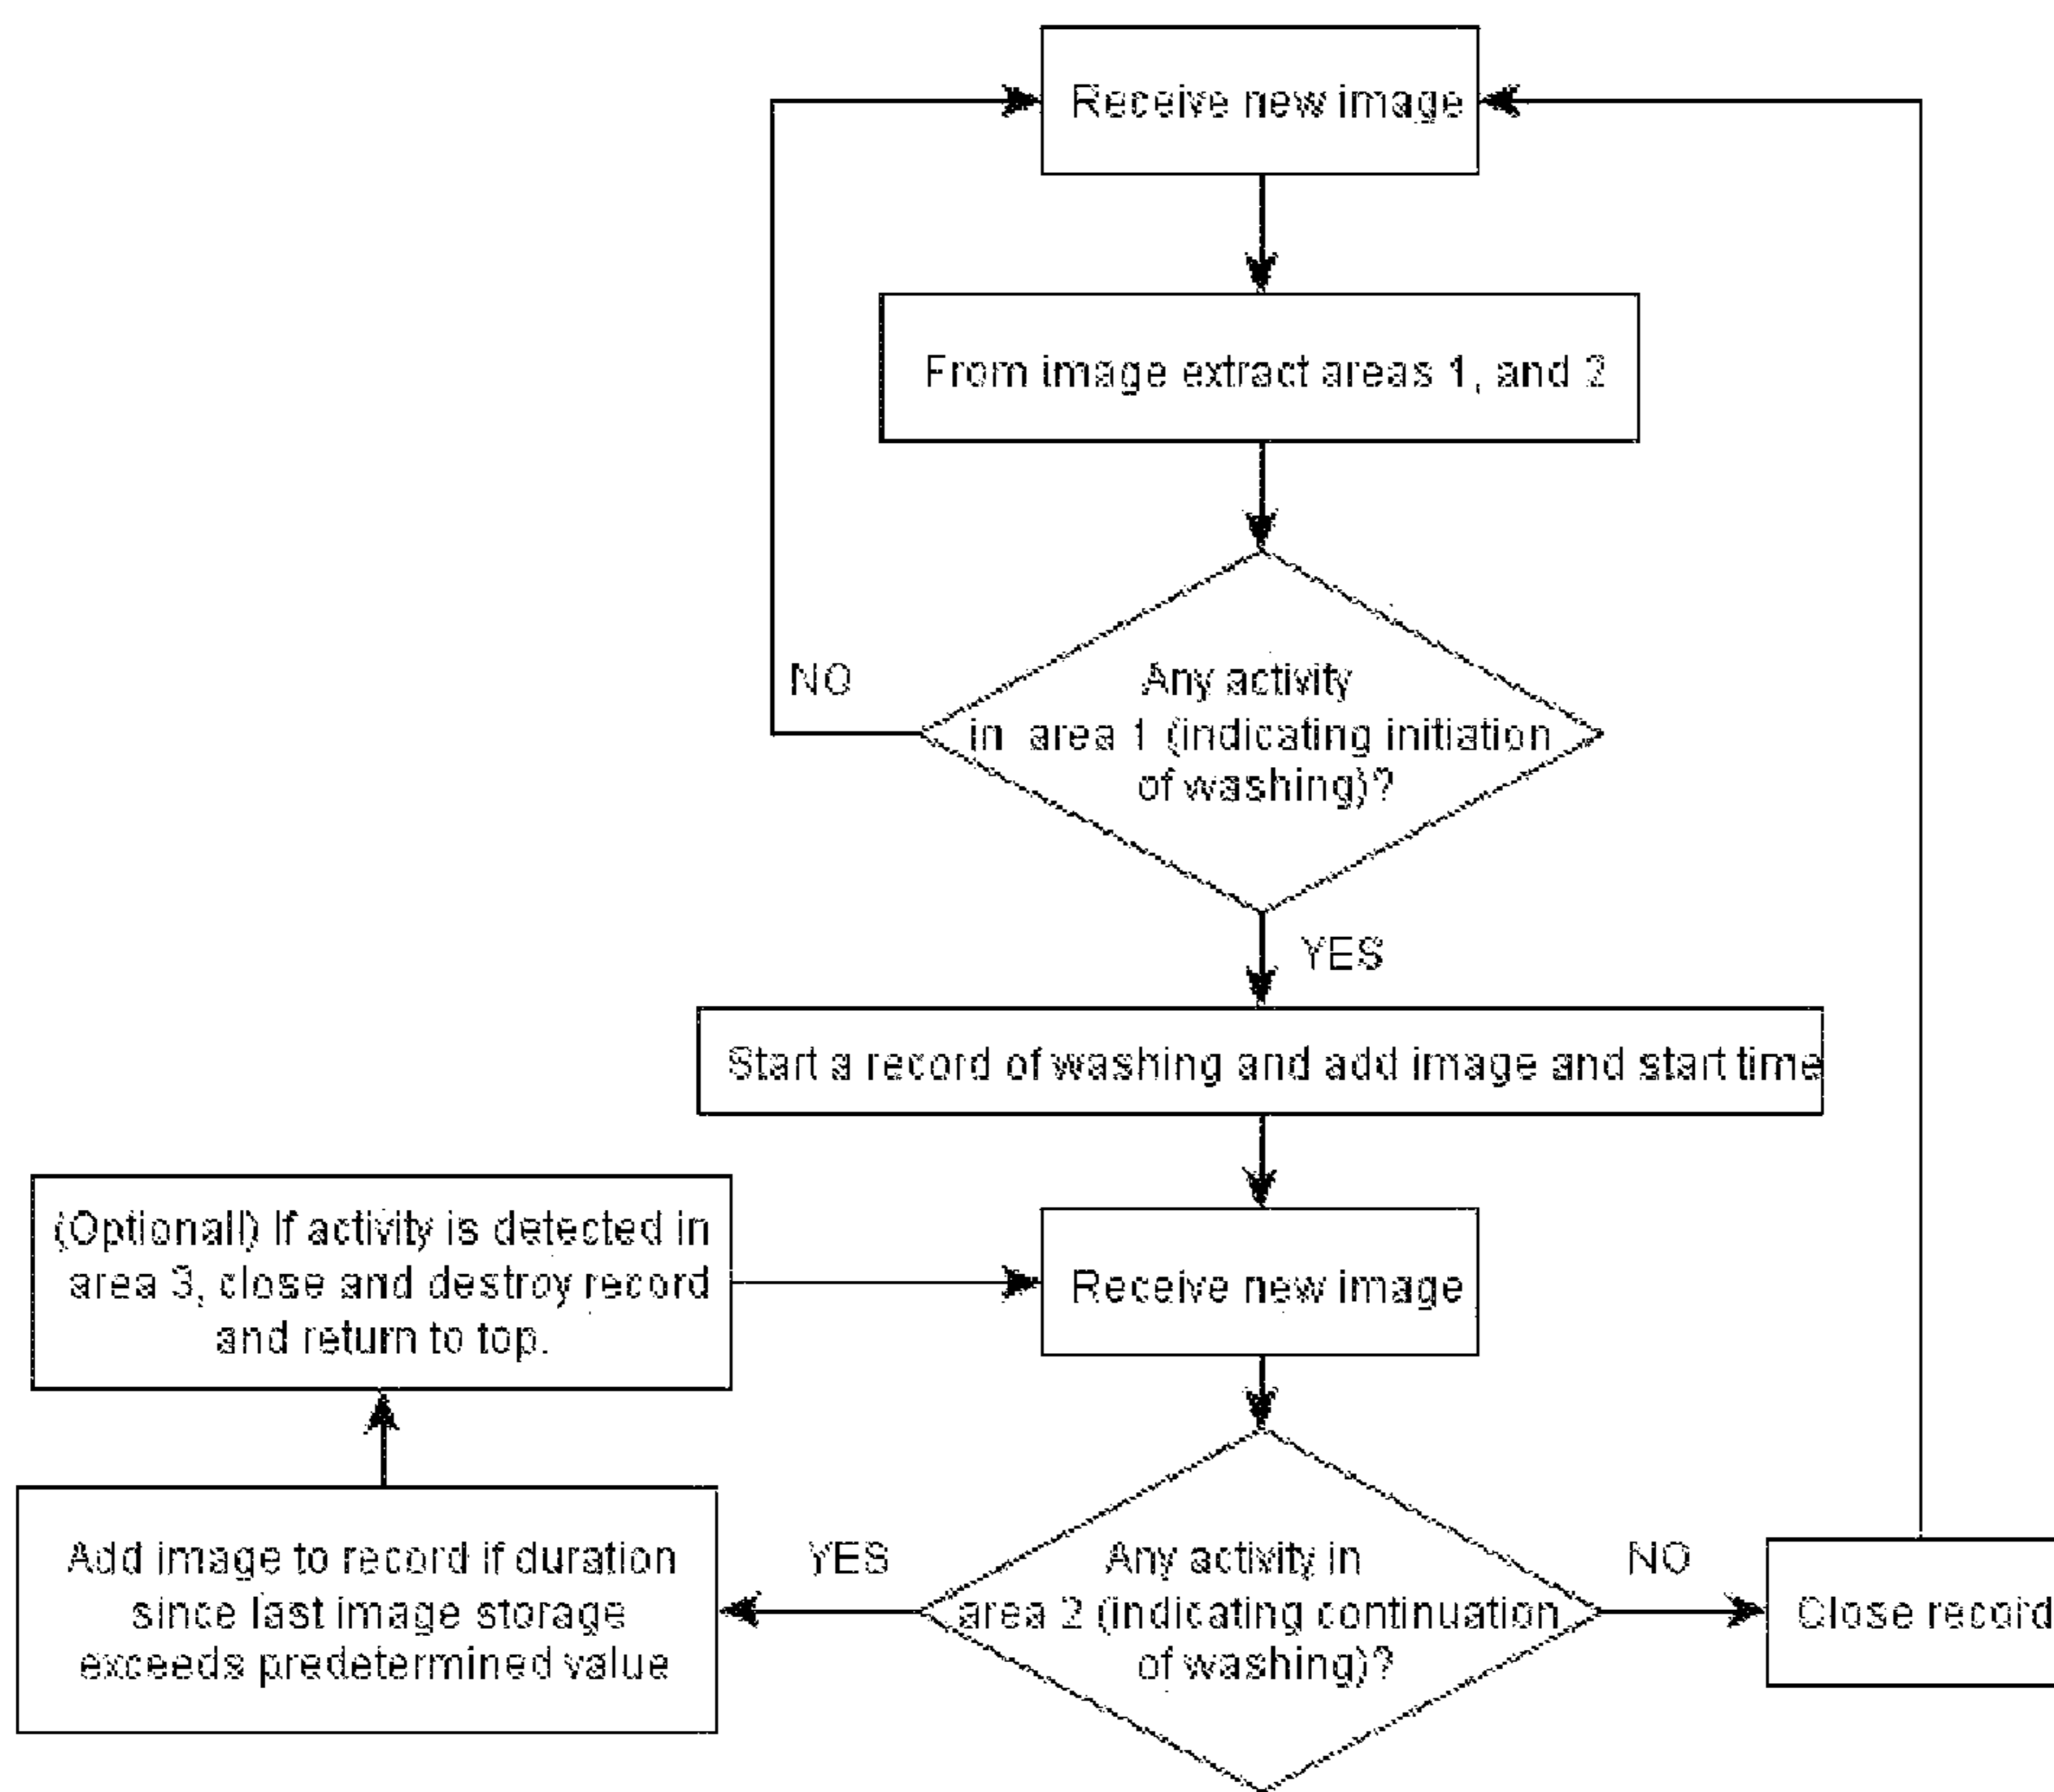 Receive new image
From image extract areas 1, and 2
NO
Any activity
in area 1 (indicating initiation
of washing)?
YES
Start a record of washing and add image and start time
(Optionall) If activity is detected in
area 3, close and destroy record
and return to top.
Receive new image
Add image to record if duration
since last image storage
exceeds predetermined value
YES
Any activity in
area 2 (indicating continuation
of washing)?
NO
Close record